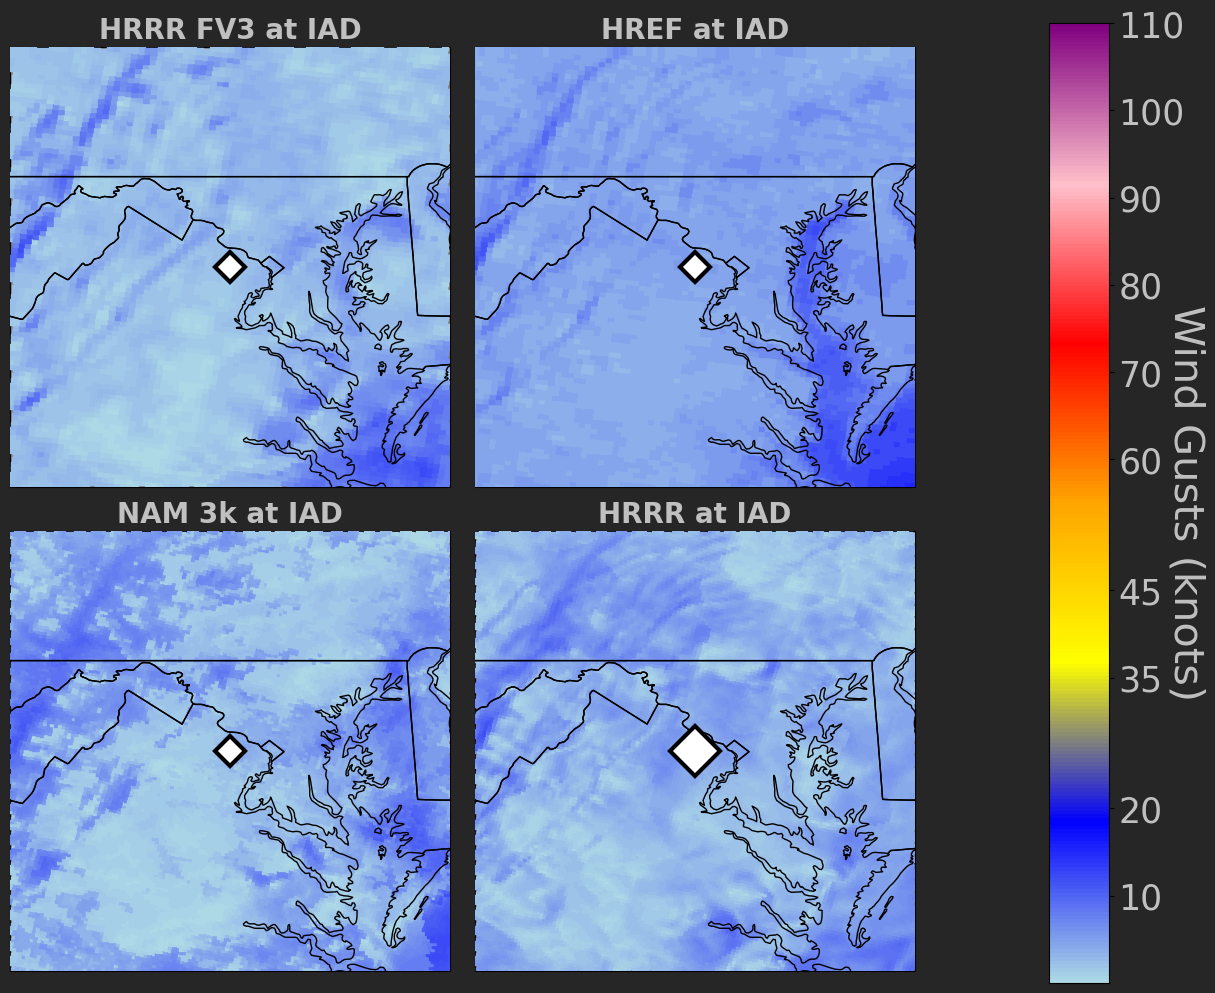 HRRR FV3 at IAD
HREF at IAD
NAM 3k at IAD
HRRR at IAD
110
100
90
80
70
60
45
35
20
10
Wind Gusts (knots)